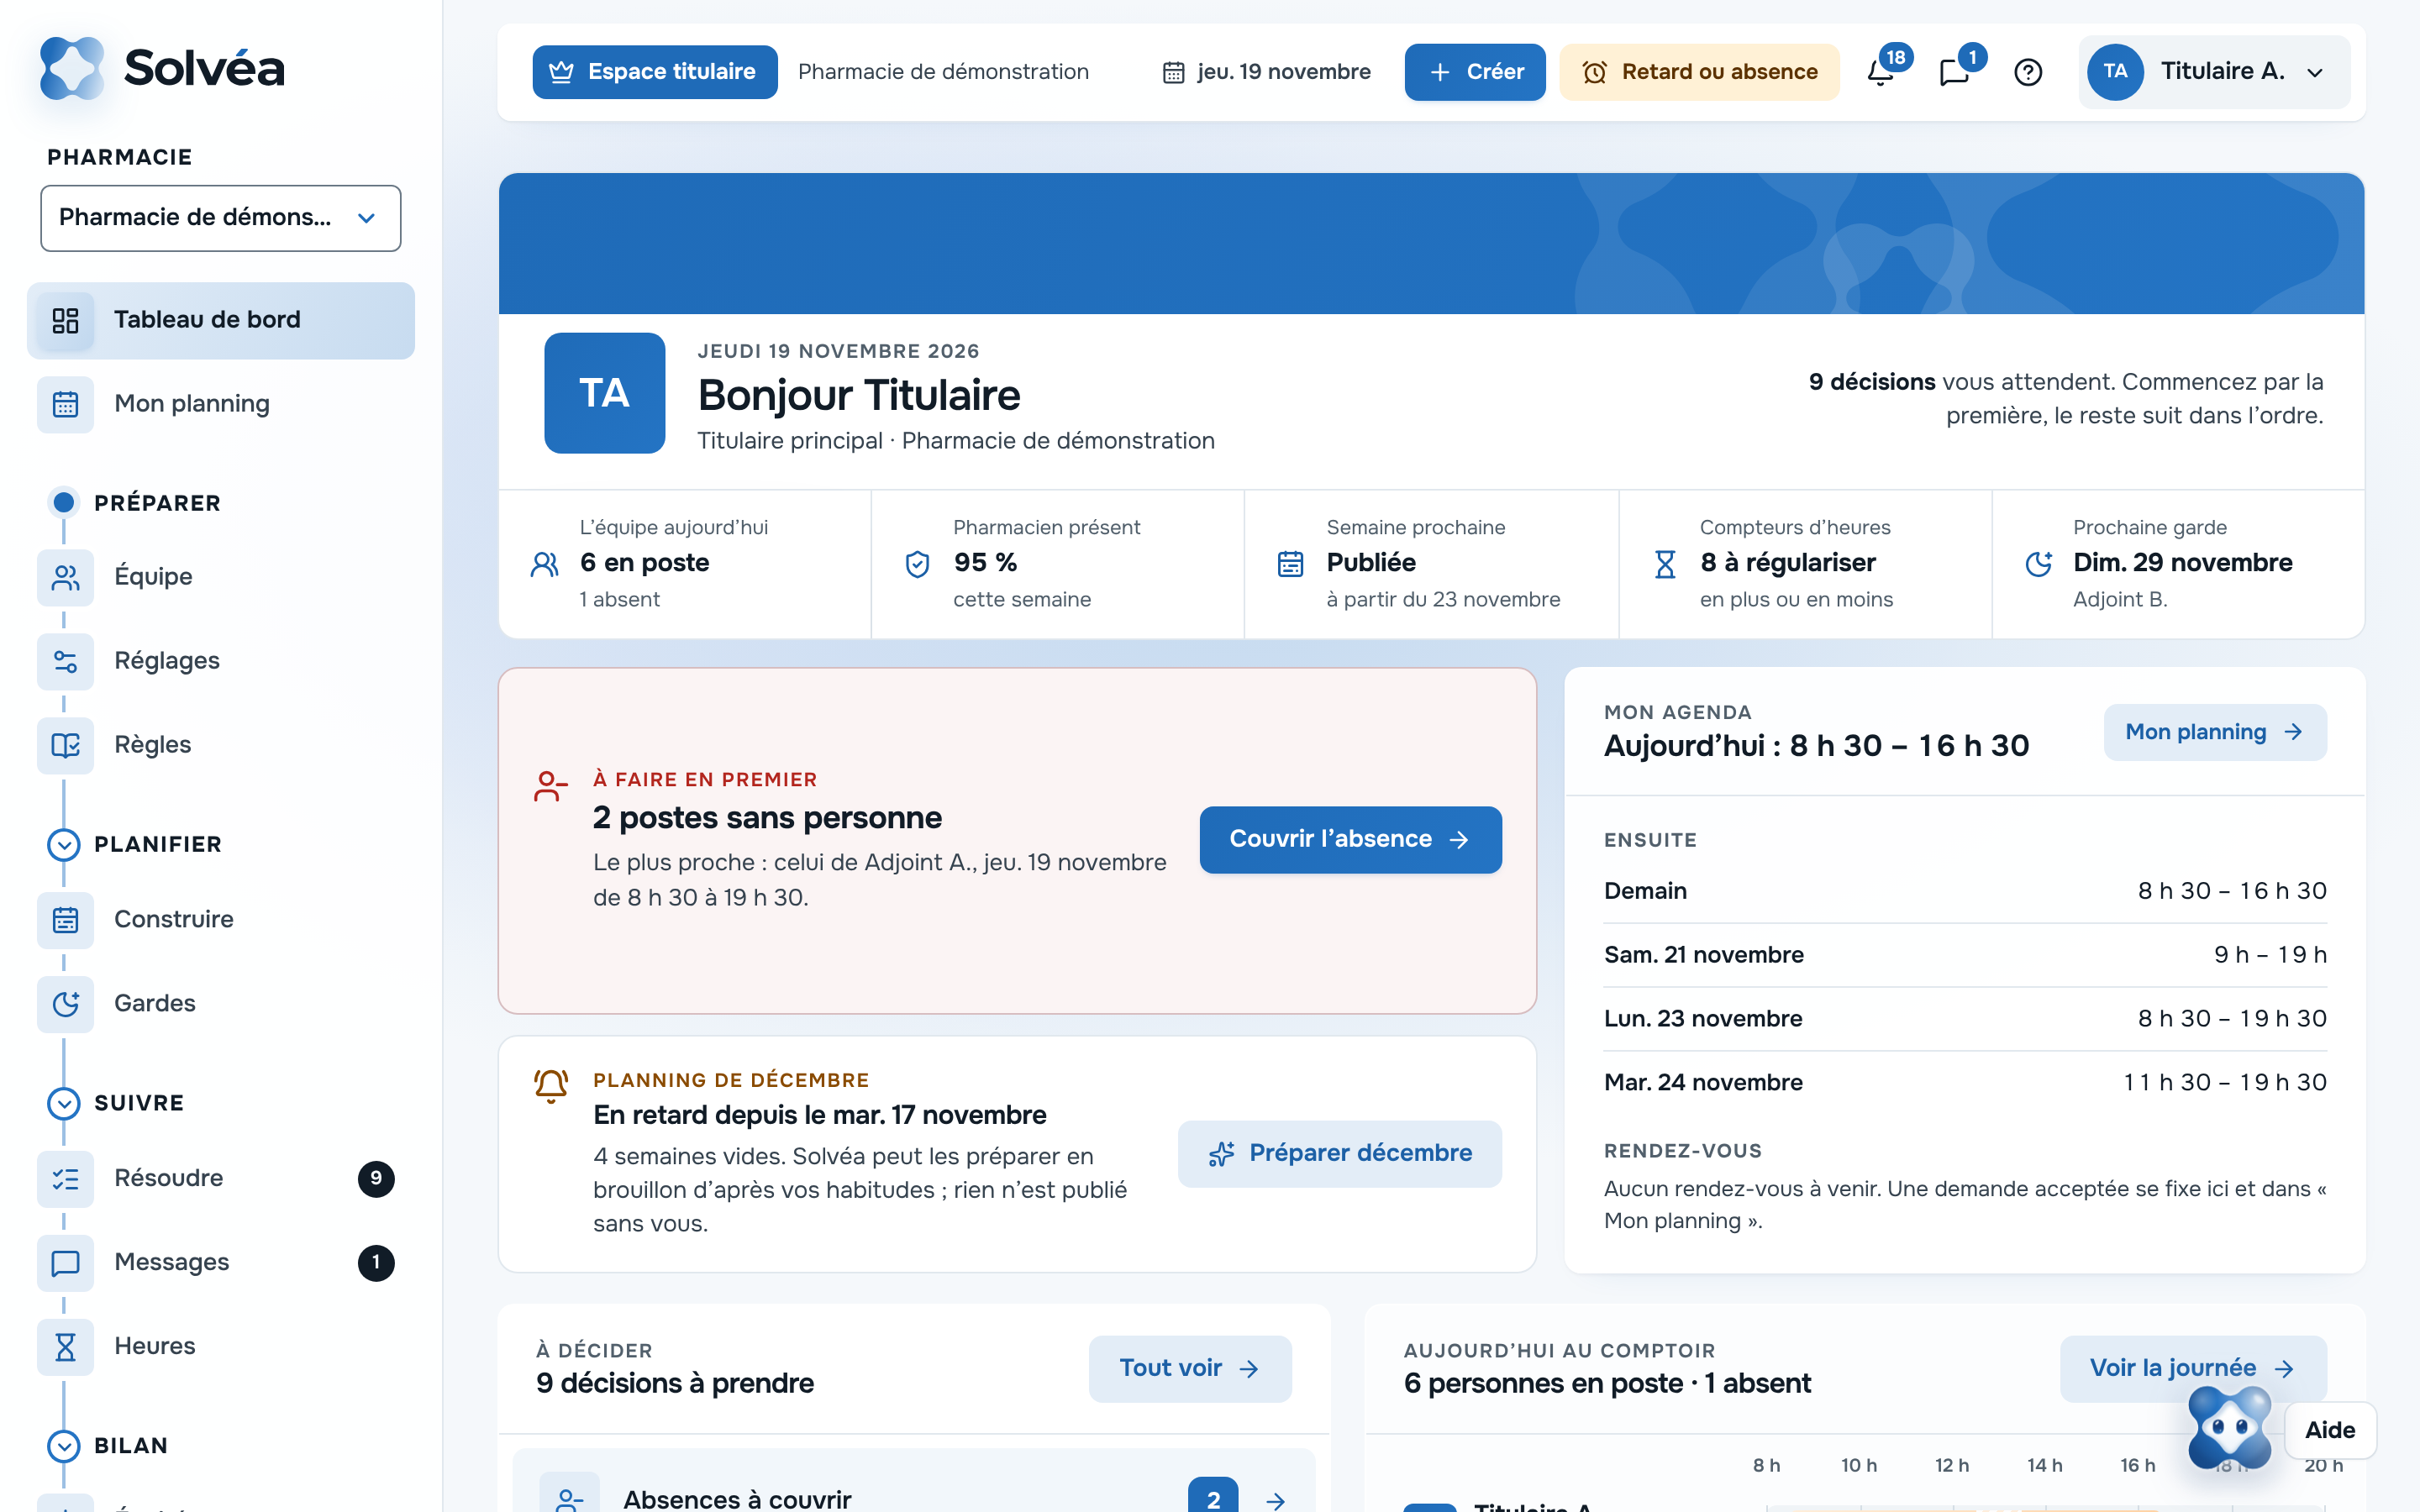 Solvéa
PHARMACIE
Pharmacie de démons...
Tableau de bord
Mon planning
PRÉPARER
Équipe
Réglages
Règles
PLANIFIER
Construire
Gardes
SUIVRE
Résoudre
9
Messages
1
Heures
BILAN
Espace titulaire
Pharmacie de démonstration
jeu. 19 novembre
Créer
Retard ou absence
18
1
TA
Titulaire A.
TA
JEUDI 19 NOVEMBRE 2026
Bonjour Titulaire
Titulaire principal · Pharmacie de démonstration
9 décisions vous attendent. Commencez par la
première, le reste suit dans l’ordre.
L’équipe aujourd’hui
6 en poste
1 absent
Pharmacien présent
95 %
cette semaine
Semaine prochaine
Publiée
à partir du 23 novembre
Compteurs d’heures
8 à régulariser
en plus ou en moins
Prochaine garde
Dim. 29 novembre
Adjoint B.
À FAIRE EN PREMIER
2 postes sans personne
Le plus proche : celui de Adjoint A., jeu. 19 novembre
de 8 h 30 à 19 h 30.
Couvrir l’absence
PLANNING DE DÉCEMBRE
En retard depuis le mar. 17 novembre
4 semaines vides. Solvéa peut les préparer en
brouillon d’après vos habitudes ; rien n’est publié
sans vous.
Préparer décembre
MON AGENDA
Aujourd’hui : 8 h 30 – 16 h 30
Mon planning
ENSUITE
Demain 8 h 30 – 16 h 30
Sam. 21 novembre 9 h – 19 h
Lun. 23 novembre 8 h 30 – 19 h 30
Mar. 24 novembre 11 h 30 – 19 h 30
RENDEZ-VOUS
Aucun rendez-vous à venir. Une demande acceptée se fixe ici et dans «
Mon planning ».
À DÉCIDER
9 décisions à prendre
Tout voir
Absences à couvrir
2
AUJOURD’HUI AU COMPTOIR
6 personnes en poste · 1 absent
Voir la journée
Aide
8 h 10 h 12 h 14 h 16 h 18 h 20 h
Titulaire A.